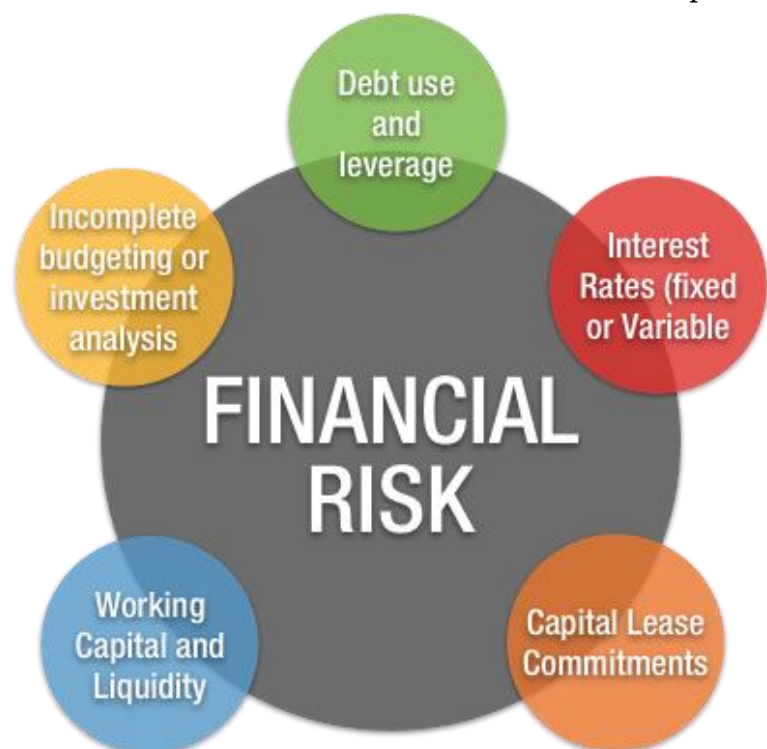 Debt use
and
leverage
Incomplete
budgeting or
investment
analysis
Interest
Rates (fixed
or Variable
FINANCIAL
RISK
Working
Capital and
Liquidity
Capital Lease
Commitments